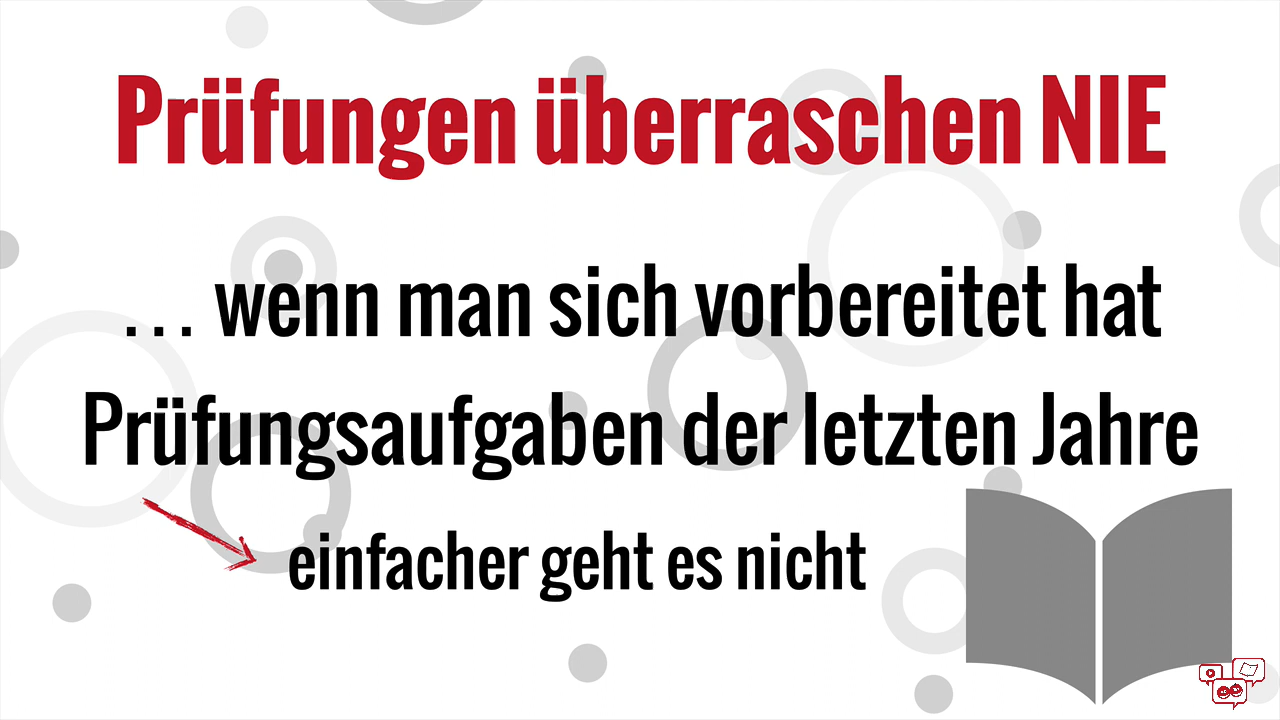 Prüfungen überraschen NIE
... wenn man sich vorbereitet hat
Prüfungsaufgaben der letzten Jahre
einfacher geht es nicht